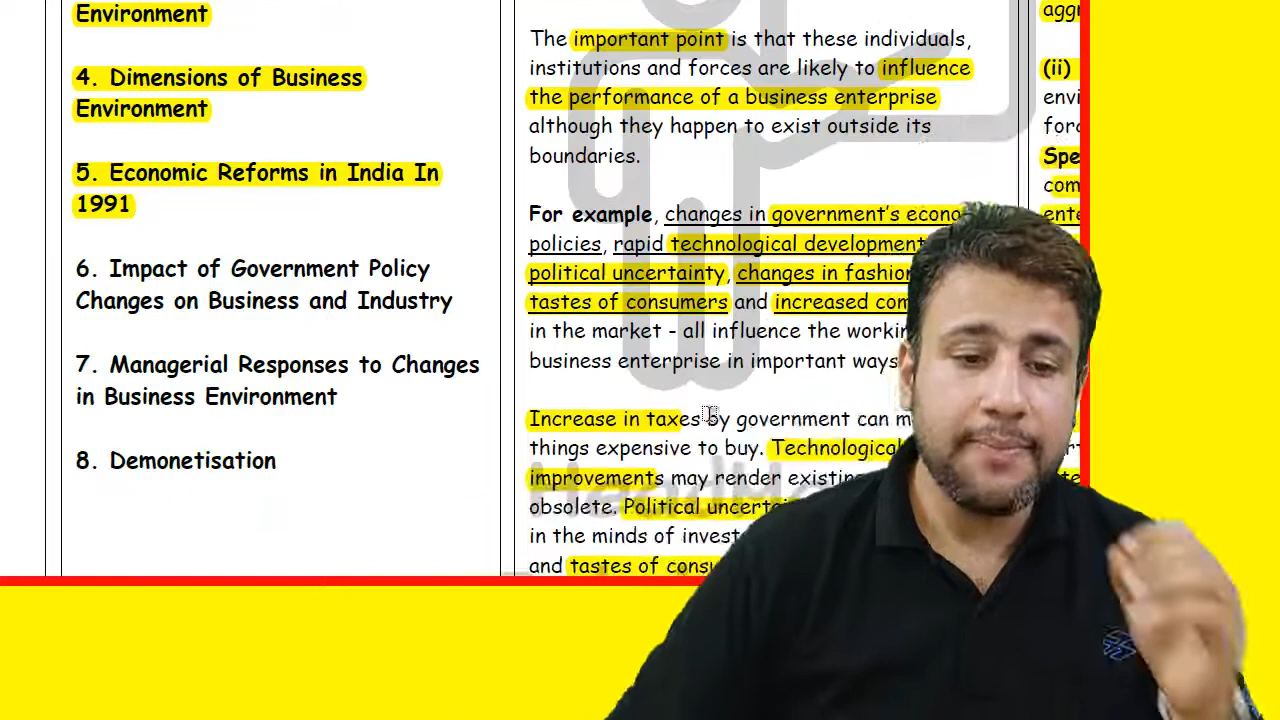 Environment
4. Dimensions of Business
Environment
5. Economic Reforms in India In
1991
6. Impact of Government Policy
Changes on Business and Industry
7. Managerial Responses to Changes
in Business Environment
8. Demonetisation
The important point is that these individuals,
institutions and forces are likely to influence
the performance of a business enterprise
although they happen to exist outside its
boundaries.
For example, changes in government's econo
policies, rapid technological development
political uncertainty, changes in fashion
tastes of consumers and increased com
in the market - all influence the workin
business enterprise in important ways
Increase in taxes by government can m
things expensive to buy. Technological
improvements may render existing
obsolete. Political uncertai
in the minds of invest
and tastes of consu
agg
(ii)
envi
forc
Spe
com
ente